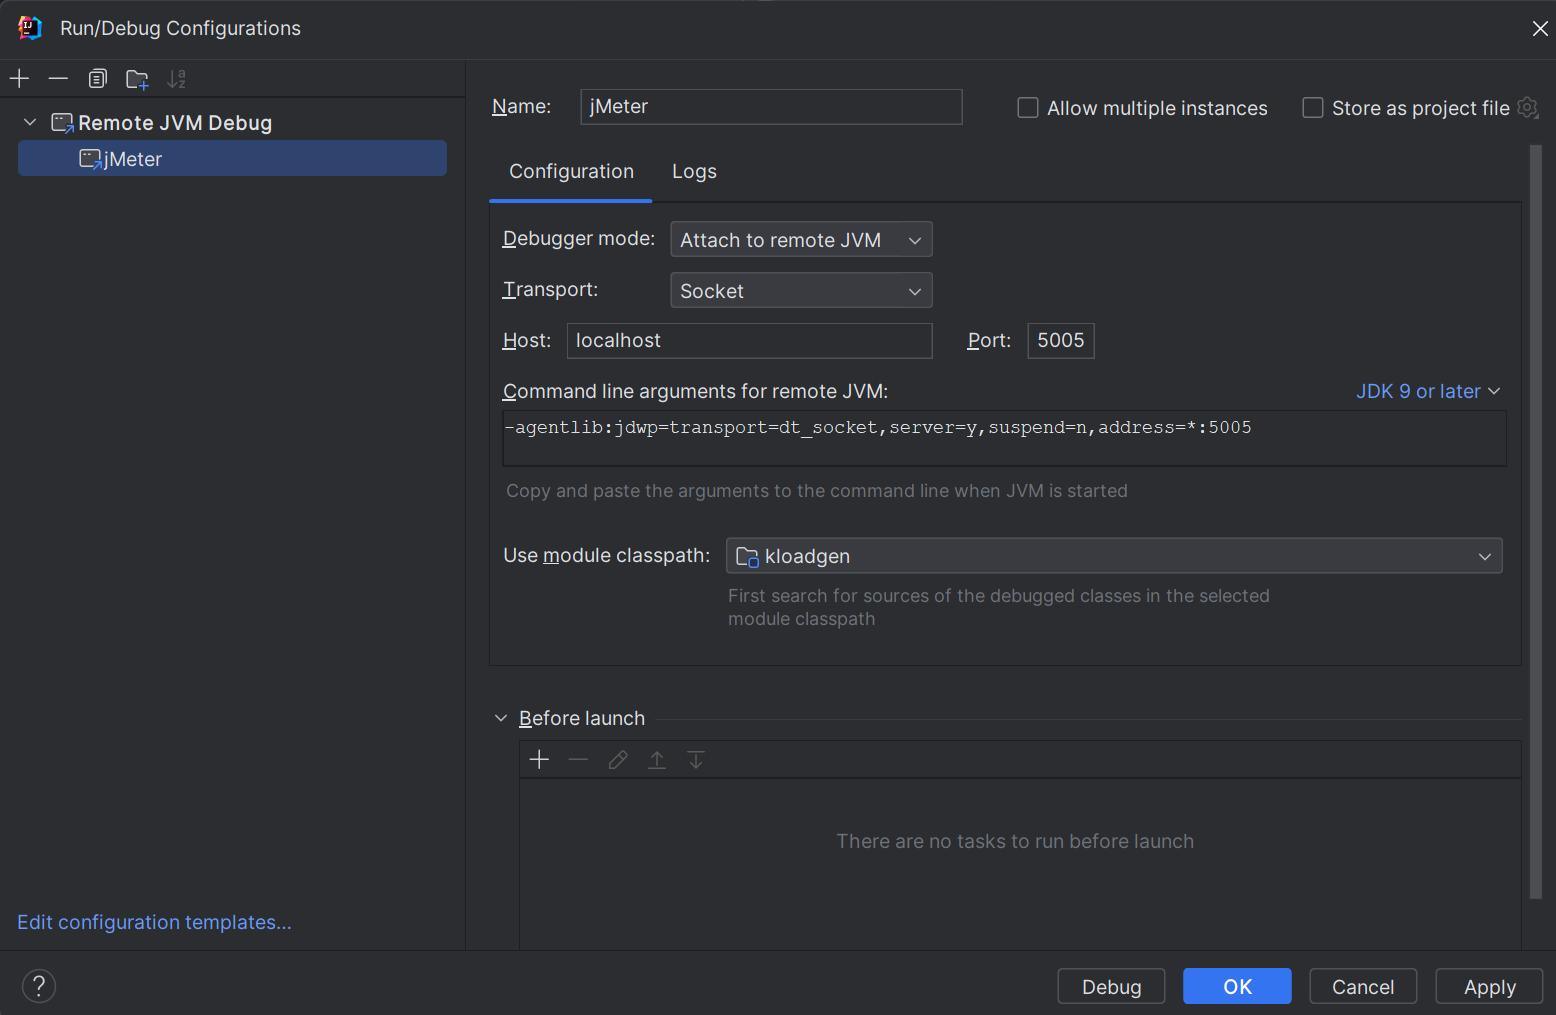 Run/Debug Configurations
Remote JVM Debug
jMeter
Edit configuration templates...
Name: jMeter
Allow multiple instances
Store as project file
Configuration Logs
Debugger mode: Attach to remote JVM
Transport: Socket
Host: localhost Port: 5005
Command line arguments for remote JVM: JDK 9 or later
-agentlib:jdwp=transport=dt_socket,server=y,suspend=n,address=*:5005
Copy and paste the arguments to the command line when JVM is started
Use module classpath: kloadgen
First search for sources of the debugged classes in the selected
module classpath
Before launch
There are no tasks to run before launch
? Debug OK Cancel Apply